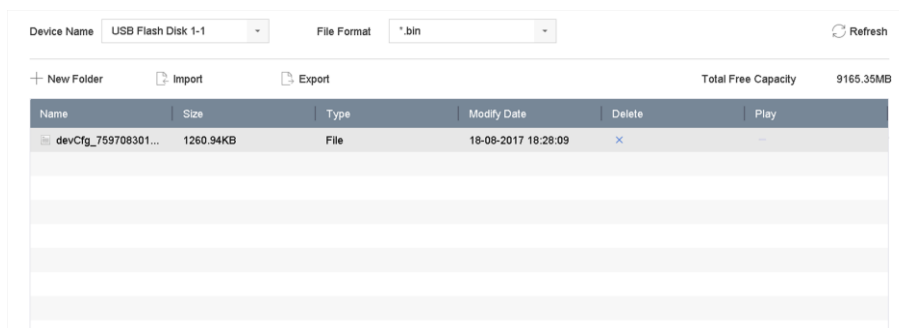 Device Name USB Flash Disk 1-1 File Format *.bin Refresh
New Folder Import Export Total Free Capacity 9165.35MB
Name Size Type Modify Date Delete Play
devCfg_759708301... 1260.94KB File 18-08-2017 18:28:09